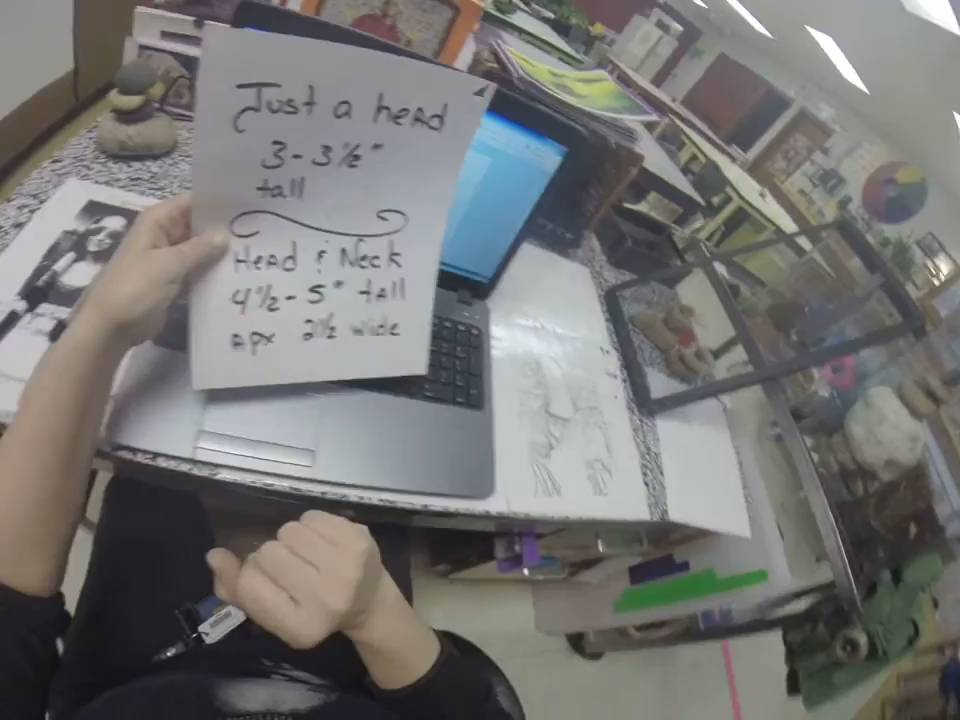 Just a head
3-3½"
tall
Head & Neck
4½-5" tall
apx 2½ wide